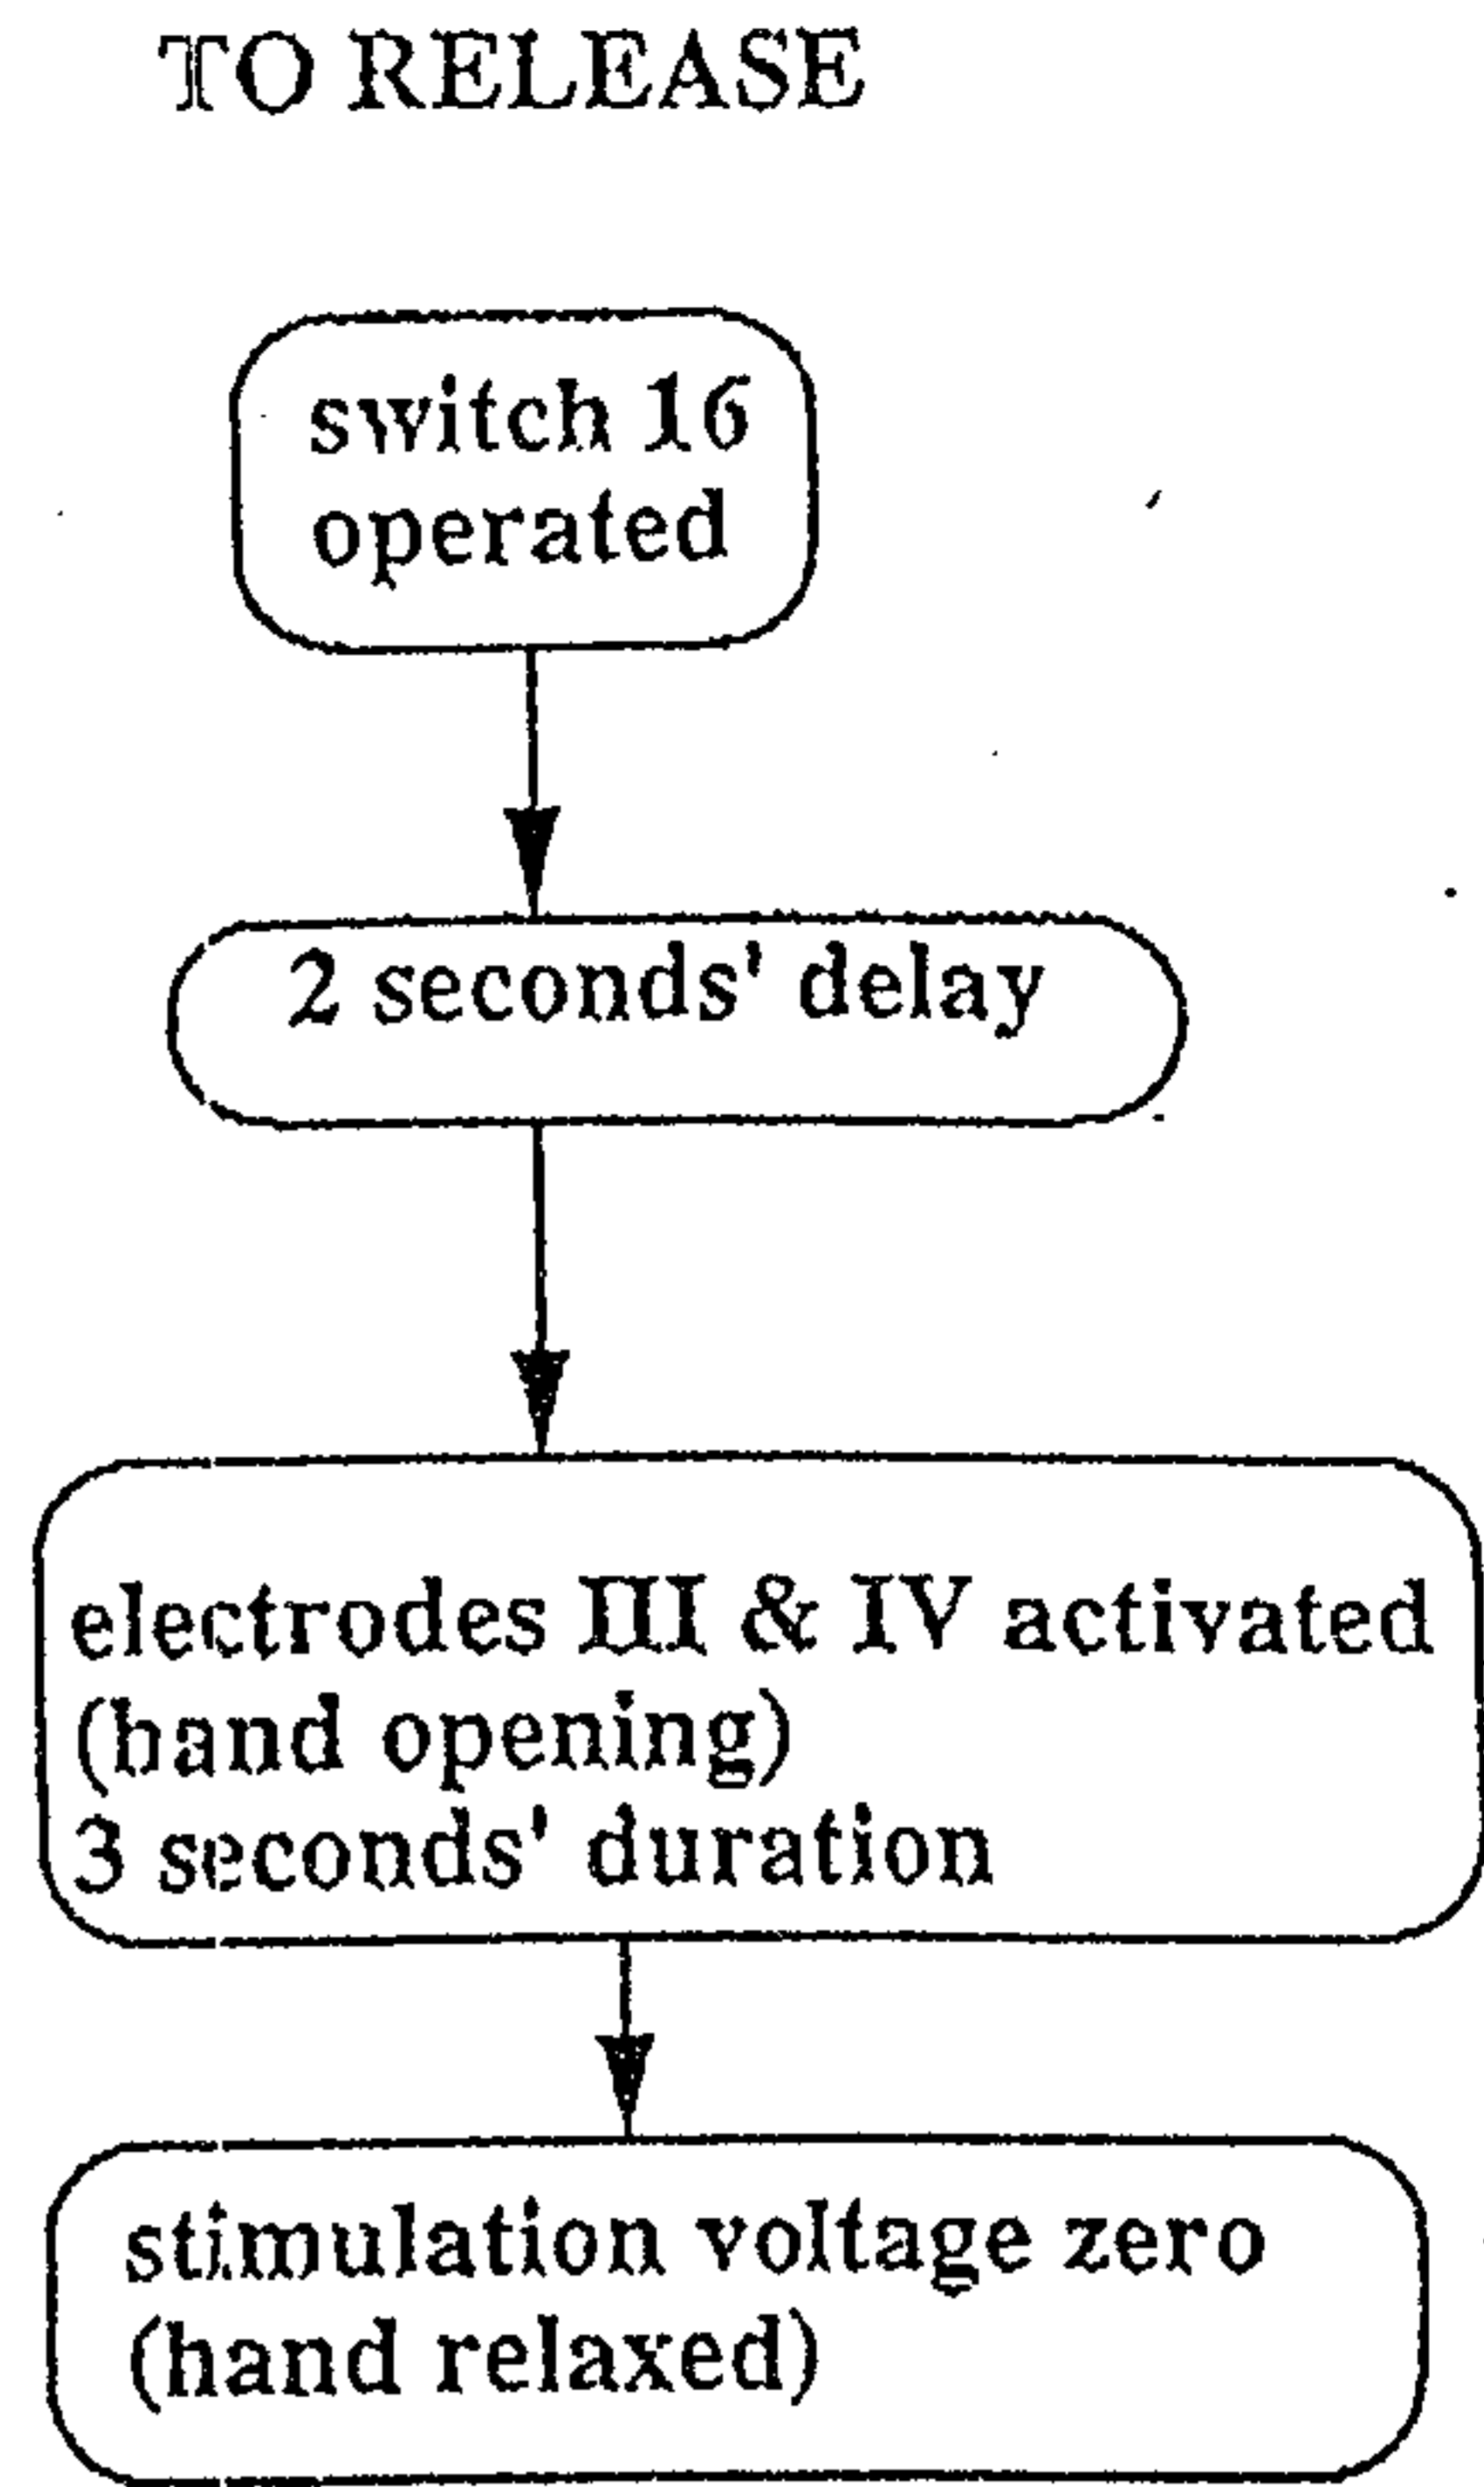 TO RELEASE
switch 16
operated
2 seconds' delay
electrodes III & IV activated
(hand opening)
3 seconds' duration
stimulation voltage zero
(hand relaxed)